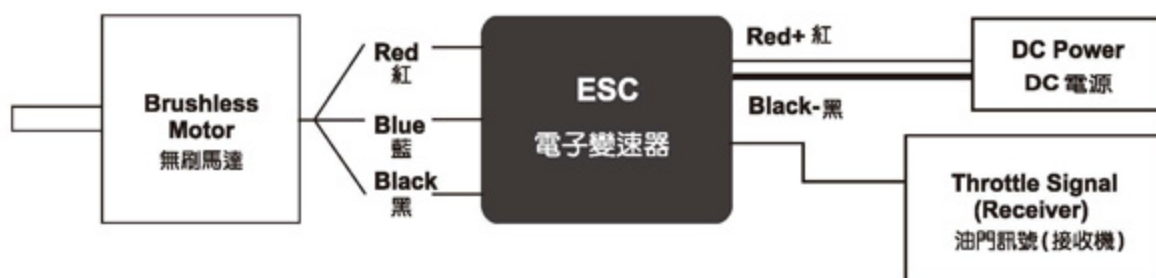 Brushless
Motor
無刷馬達
Red
紅
Blue
藍
Black
黑
ESC
電子變速器
Red+ 紅
Black-黑
DC Power
DC 電源
Throttle Signal
(Receiver)
油門訊號(接收機)